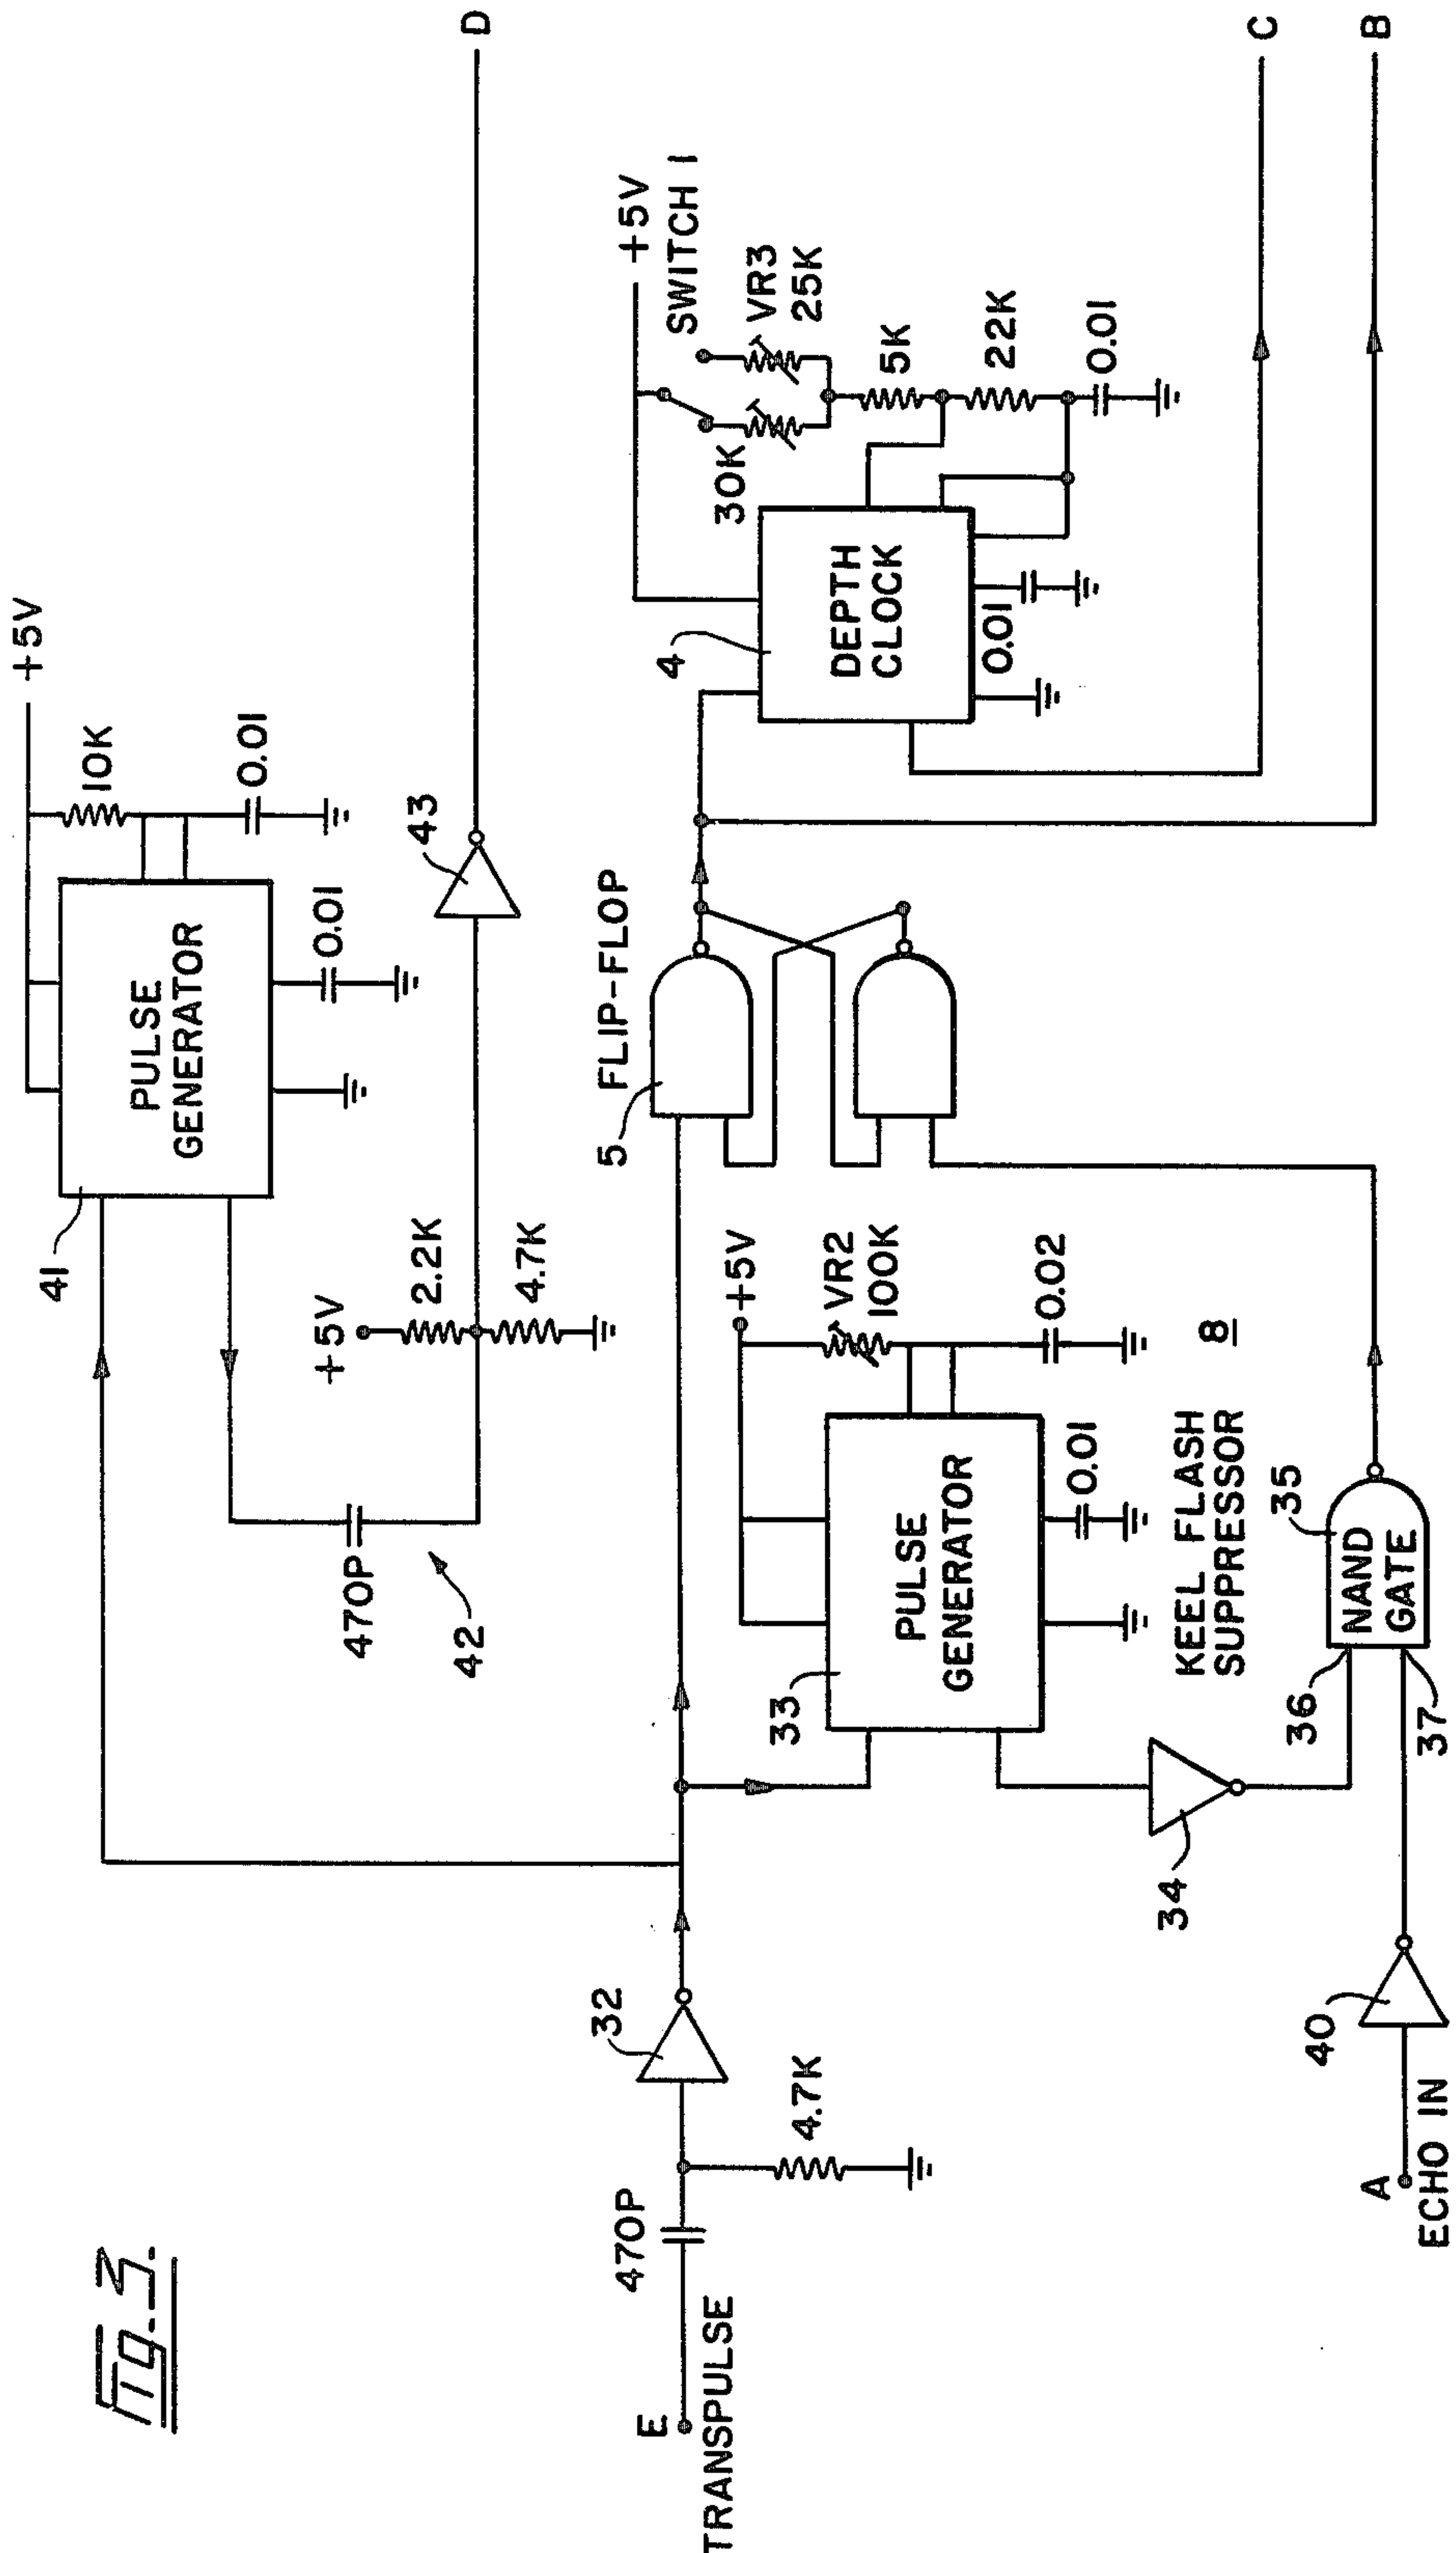 Fig. 3.
E
TRANSPULSE
470P
4.7K
32
A
ECHO IN
40
41
PULSE
GENERATOR
+5V
10K
0.01
0.01
470P
42
+5V
2.2K
4.7K
43
D
33
PULSE
GENERATOR
+5V
VR2
100K
0.02
0.01
34
KEEL FLASH
SUPPRESSOR
8
36
37
NAND
GATE
35
5
FLIP-FLOP
4
DEPTH
CLOCK
0.01
+5V
SWITCH 1
30K
VR3
25K
5K
22K
0.01
C
B